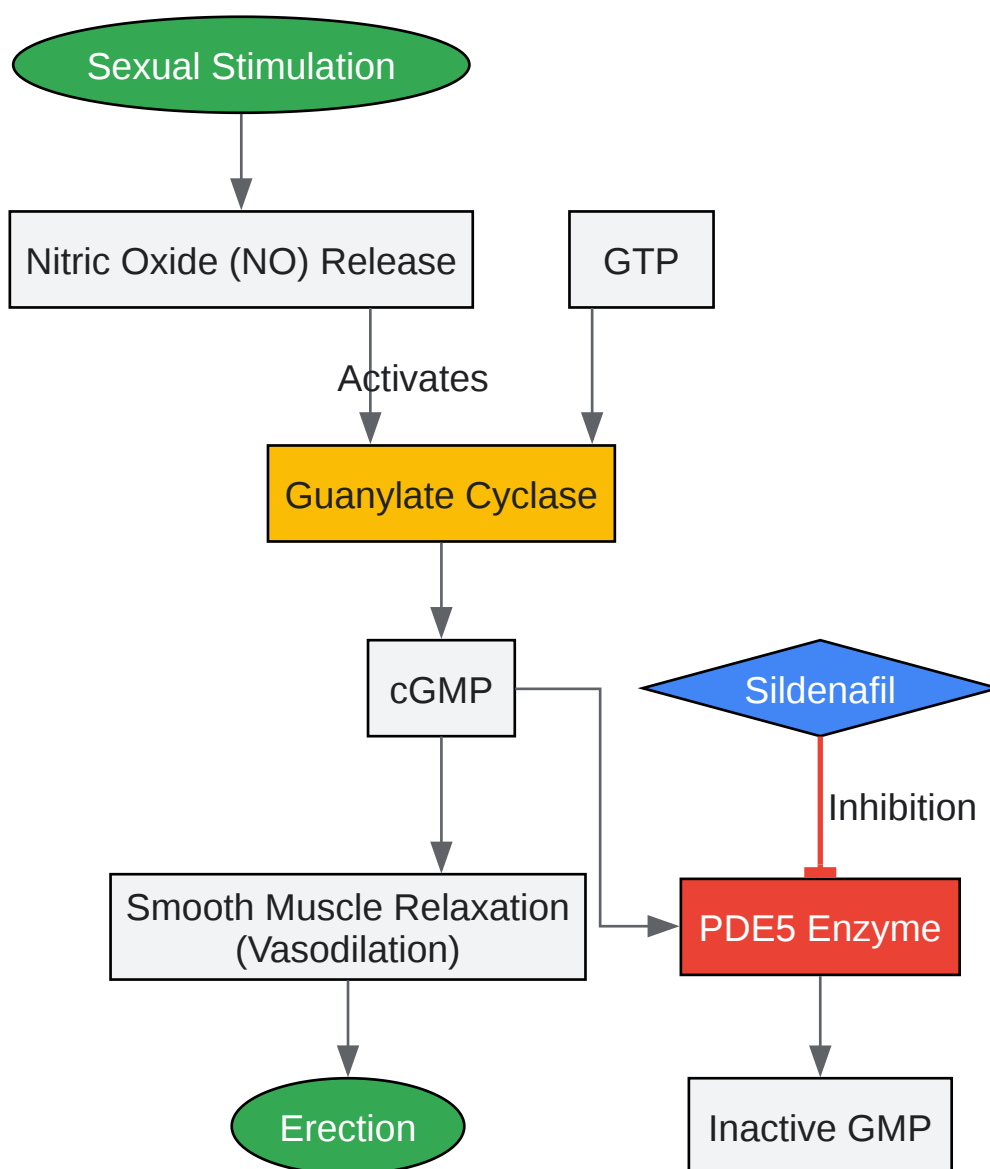 Sexual Stimulation
Nitric Oxide (NO) Release
GTP
Activates
Guanylate Cyclase
cGMP
Sildenafil
Inhibition
Smooth Muscle Relaxation
(Vasodilation)
PDE5 Enzyme
Erection
Inactive GMP